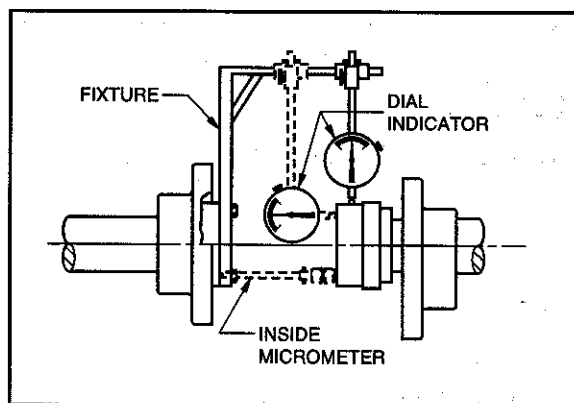 FIXTURE
DIAL
INDICATOR
INSIDE
MICROMETER